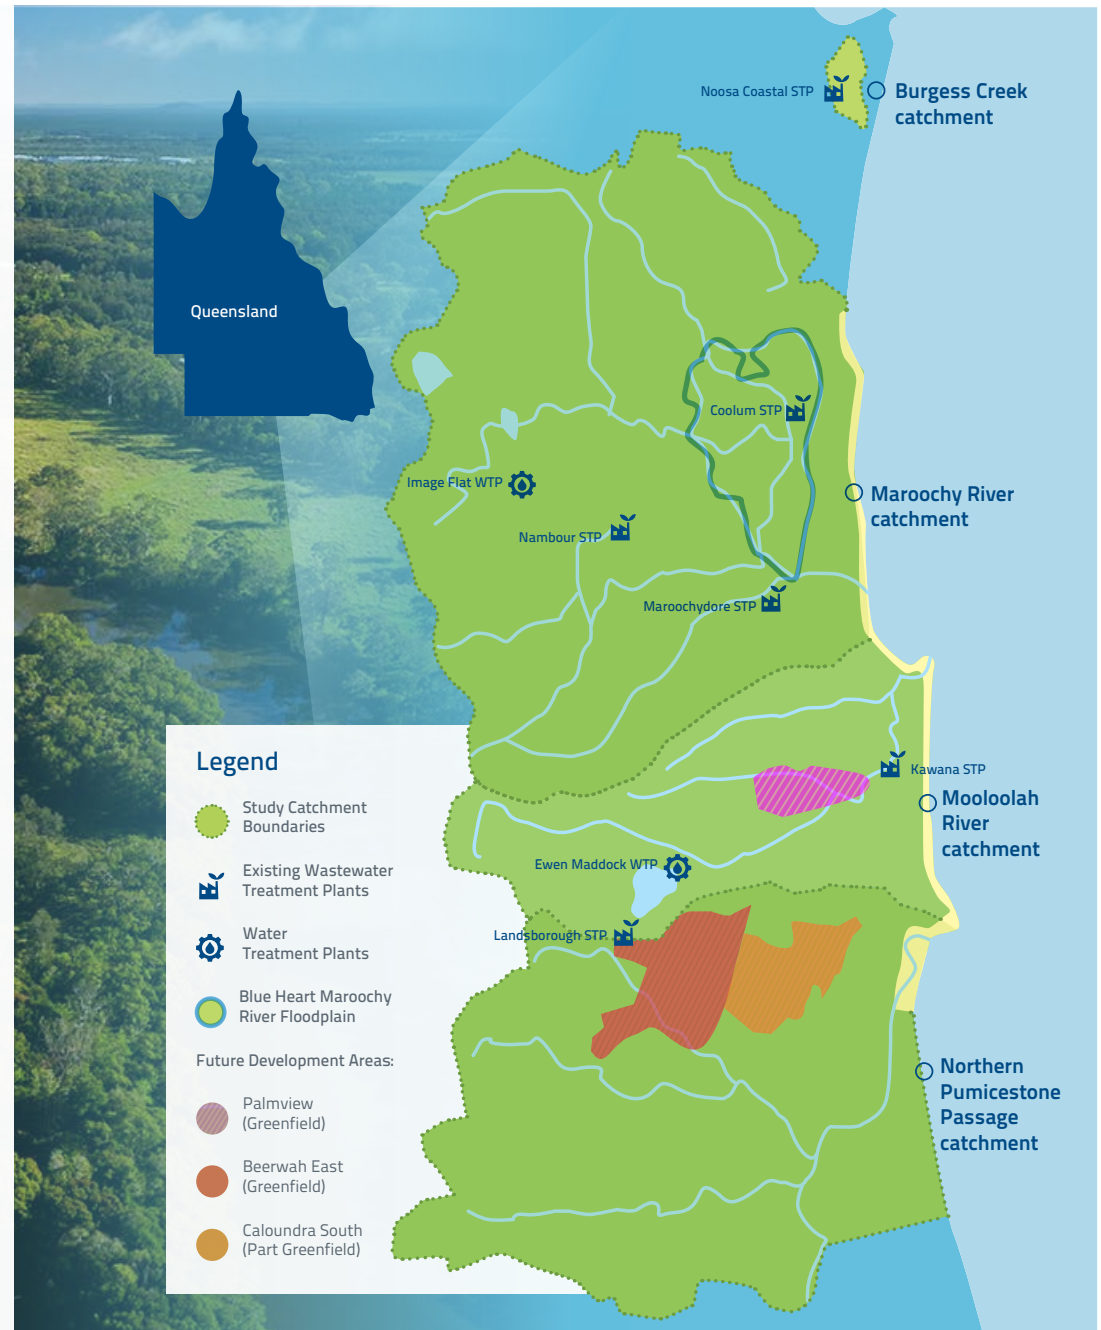 Noosa Coastal STP
Burgess Creek
catchment
Queensland
Coolum STP
Image Flat WTP
Maroochy River
catchment
Nambour STP
Maroochydore STP
Legend
Study Catchment
Boundaries
Existing Wastewater
Treatment Plants
Water
Treatment Plants
Blue Heart Maroochy
River Floodplain
Future Development Areas:
Palmview
(Greenfield)
Beerwah East
(Greenfield)
Caloundra South
(Part Greenfield)
Kawana STP
Mooloolah
River
catchment
Ewen Maddock WTP
Landsborough STP
Northern
Pumicestone
Passage
catchment